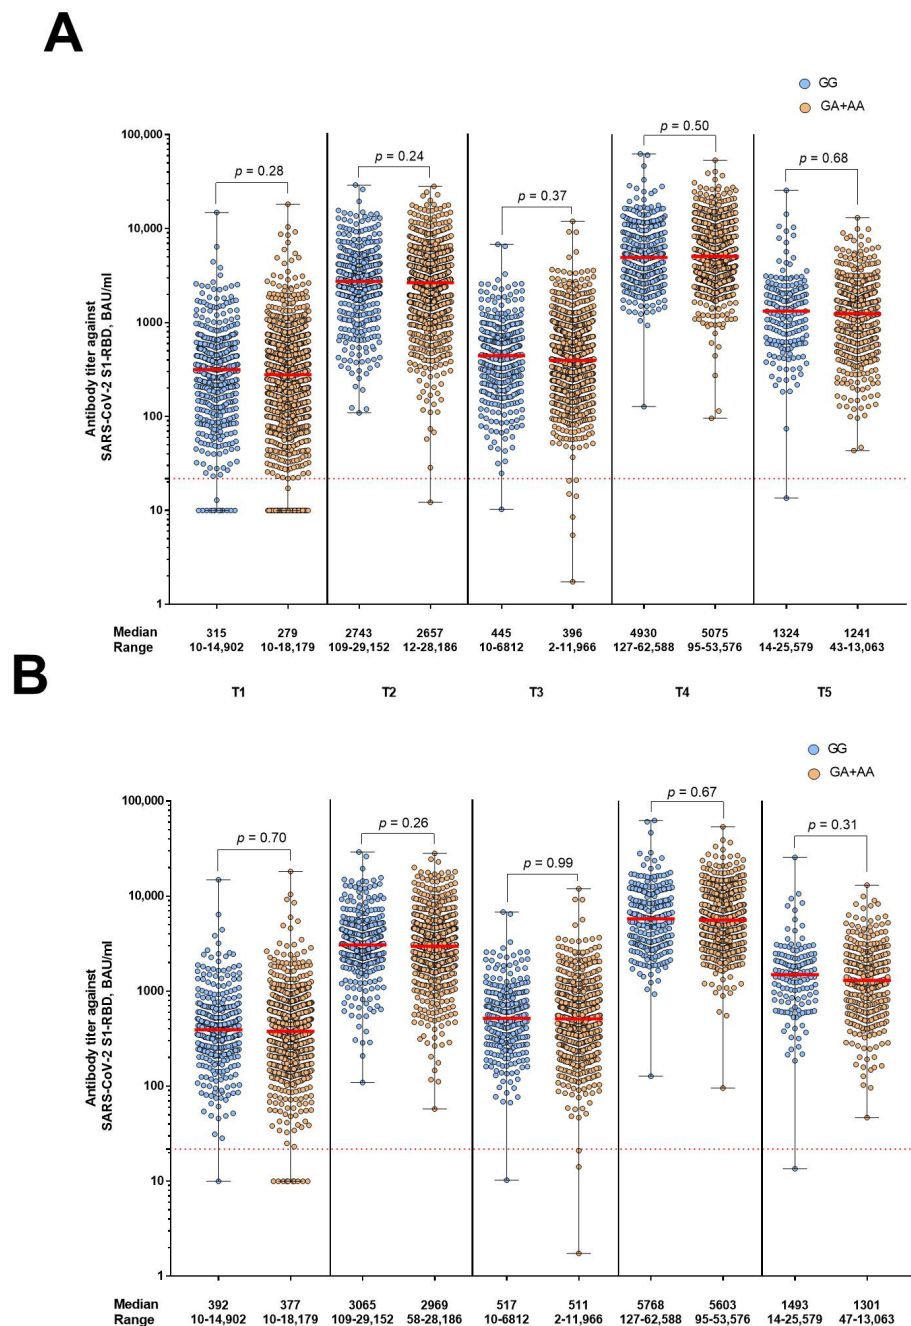 A
GG
GA+AA
Antibody titer against
SARS-CoV-2 S1-RBD, BAU/ml
100,000
10,000
1000
100
10
1
p = 0.28
p = 0.24
p = 0.37
p = 0.50
p = 0.68
Median 315 279 2743 2657 445 396 4930 5075 1324 1241
Range 10-14,902 10-18,179 109-29,152 12-28,186 10-6812 2-11,966 127-62,588 95-53,576 14-25,579 43-13,063
T1 T2 T3 T4 T5
B
GG
GA+AA
Antibody titer against
SARS-CoV-2 S1-RBD, BAU/ml
100,000
10,000
1000
100
10
1
p = 0.70
p = 0.26
p = 0.99
p = 0.67
p = 0.31
Median 392 377 3065 2969 517 511 5768 5603 1493 1301
Range 10-14,902 10-18,179 109-29,152 58-28,186 10-6812 2-11,966 127-62,588 95-53,576 14-25,579 47-13,063